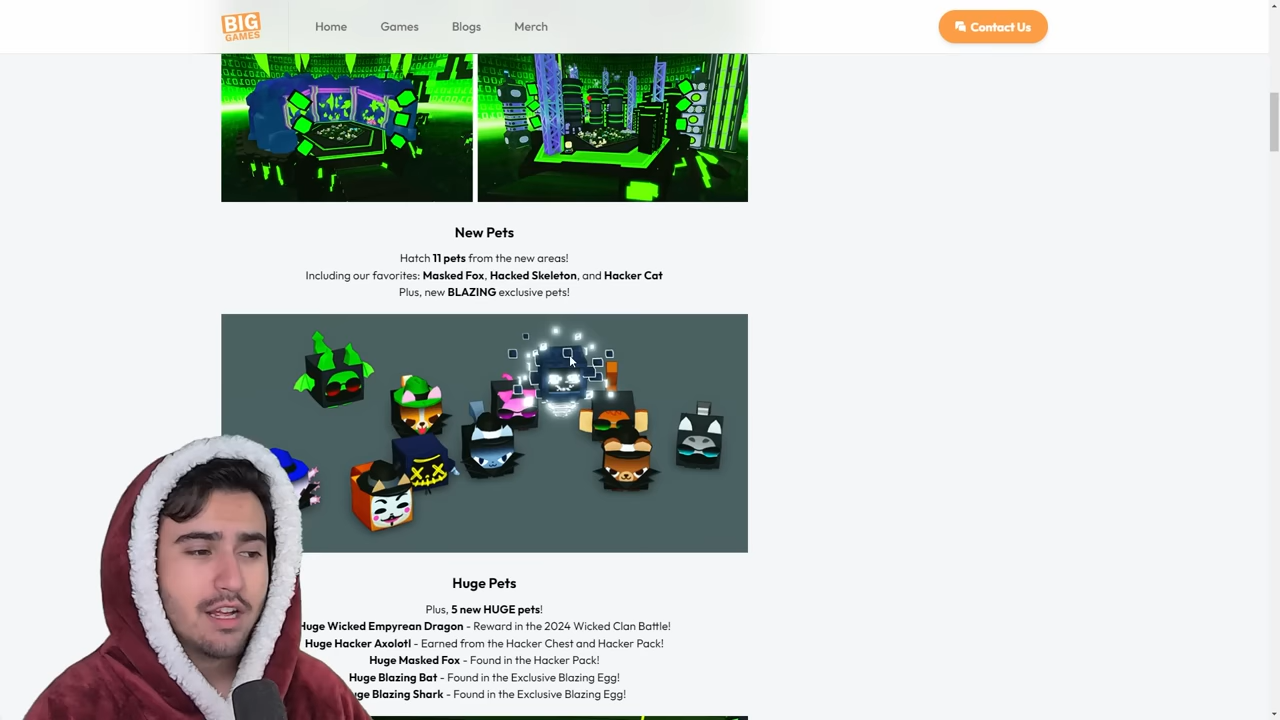 BIG
GAMES
Home
Games
Blogs
Merch
Contact Us
New Pets
Hatch 11 pets from the new areas!
Including our favorites: Masked Fox, Hacked Skeleton, and Hacker Cat
Plus, new BLAZING exclusive pets!
Huge Pets
Plus, 5 new HUGE pets!
Huge Wicked Empyrean Dragon - Reward in the 2024 Wicked Clan Battle!
Huge Hacker Axolotl - Earned from the Hacker Chest and Hacker Pack!
Huge Masked Fox - Found in the Hacker Pack!
Huge Blazing Bat - Found in the Exclusive Blazing Egg!
Blazing Shark - Found in the Exclusive Blazing Egg!